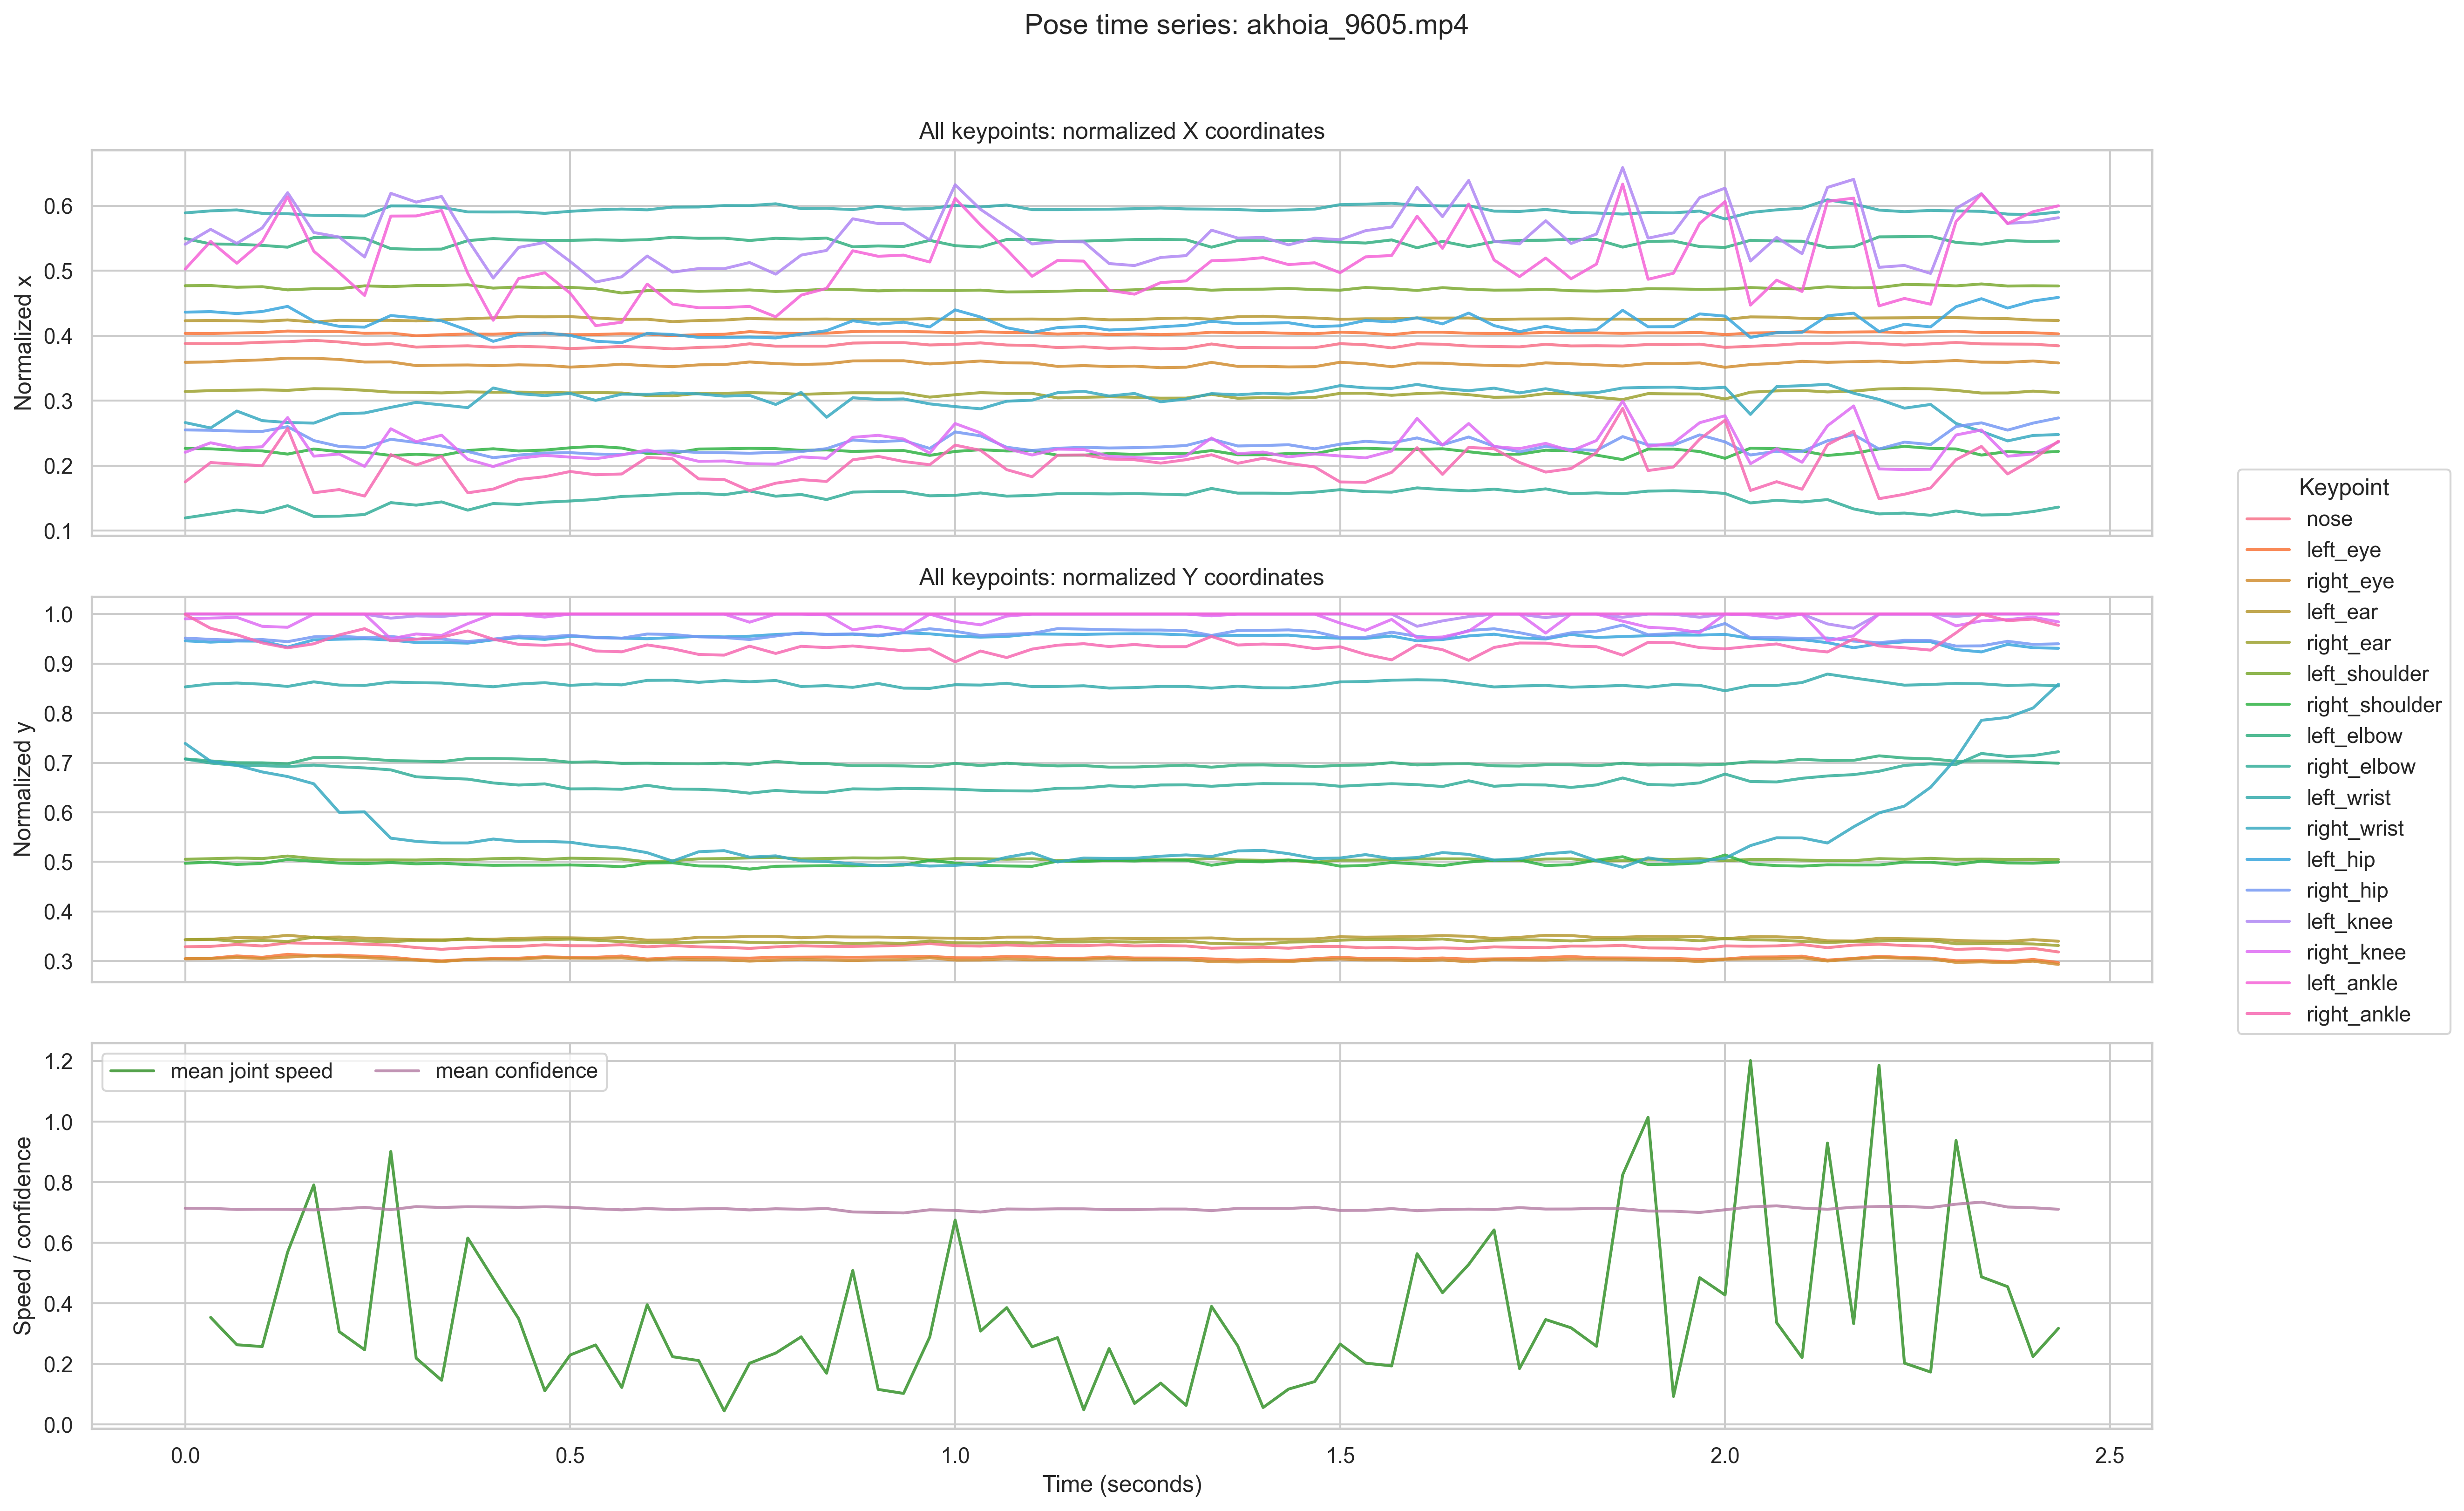 Pose time series: akhoia_9605.mp4
All keypoints: normalized X coordinates
Normalized x
0.6
0.5
0.4
0.3
0.2
0.1
All keypoints: normalized Y coordinates
Normalized y
1.0
0.9
0.8
0.7
0.6
0.5
0.4
0.3
Speed / confidence
1.2
1.0
0.8
0.6
0.4
0.2
0.0
mean joint speed
mean confidence
0.0
0.5
1.0
1.5
2.0
2.5
Time (seconds)
Keypoint
nose
left_eye
right_eye
left_ear
right_ear
left_shoulder
right_shoulder
left_elbow
right_elbow
left_wrist
right_wrist
left_hip
right_hip
left_knee
right_knee
left_ankle
right_ankle